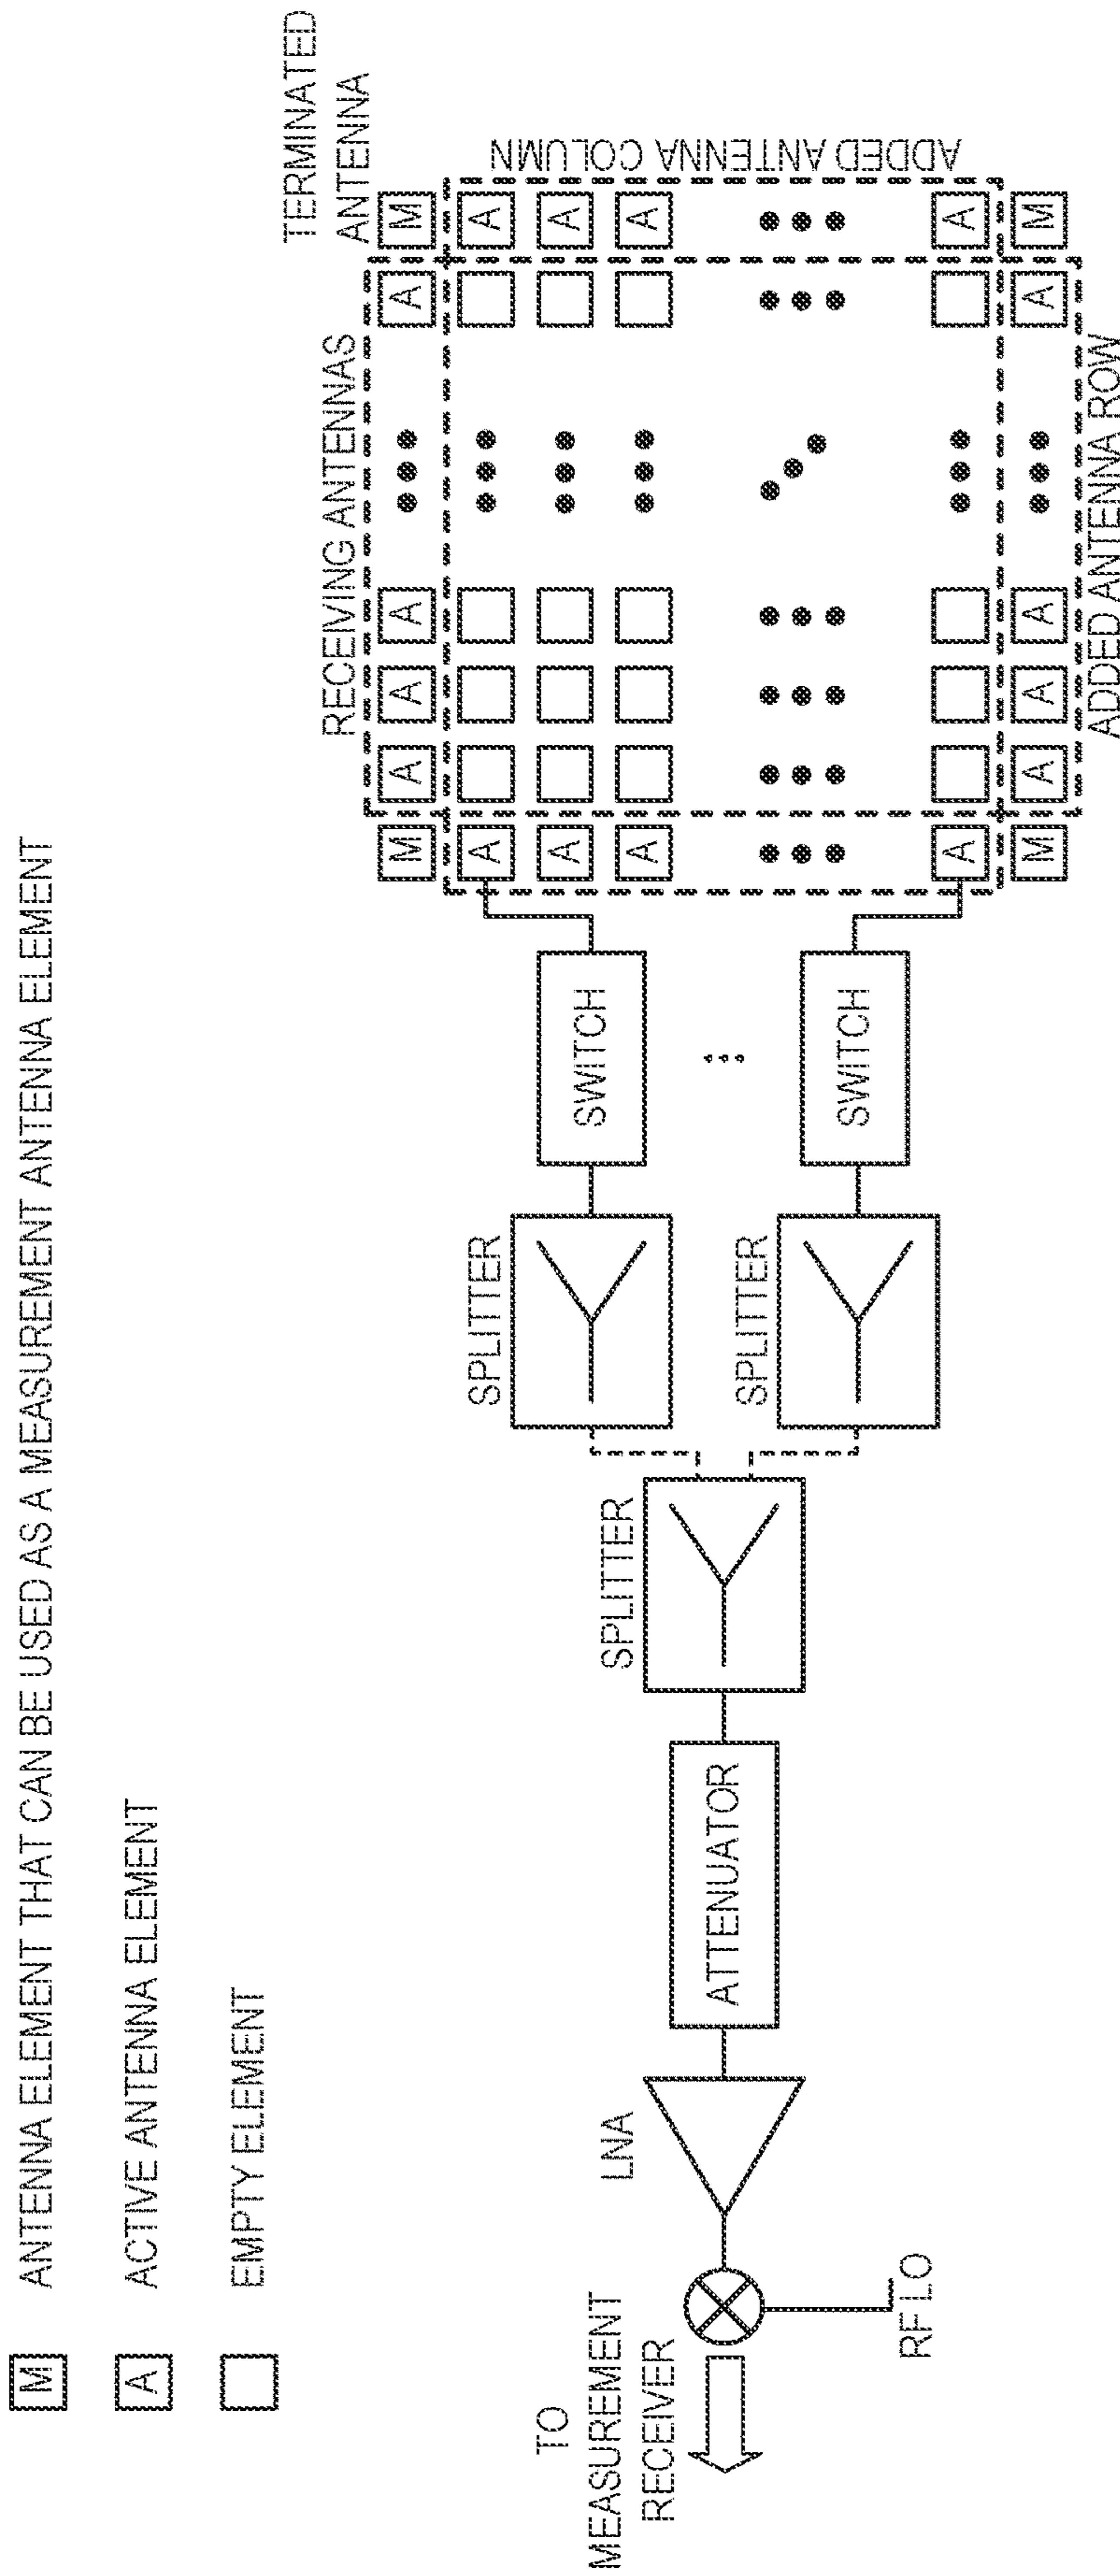 M ANTENNA ELEMENT THAT CAN BE USED AS A MEASUREMENT ANTENNA ELEMENT
A ACTIVE ANTENNA ELEMENT
EMPTY ELEMENT
TERMINATED
ANTENNA
RECEIVING ANTENNAS
M A A A A M
A A
A A
A A
A A
M A A A A M
ADDED ANTENNA COLUMN
ADDED ANTENNA ROW
TO
MEASUREMENT
RECEIVER
RF LO
LNA
ATTENUATOR
SPLITTER
SPLITTER
SWITCH
SPLITTER
SWITCH